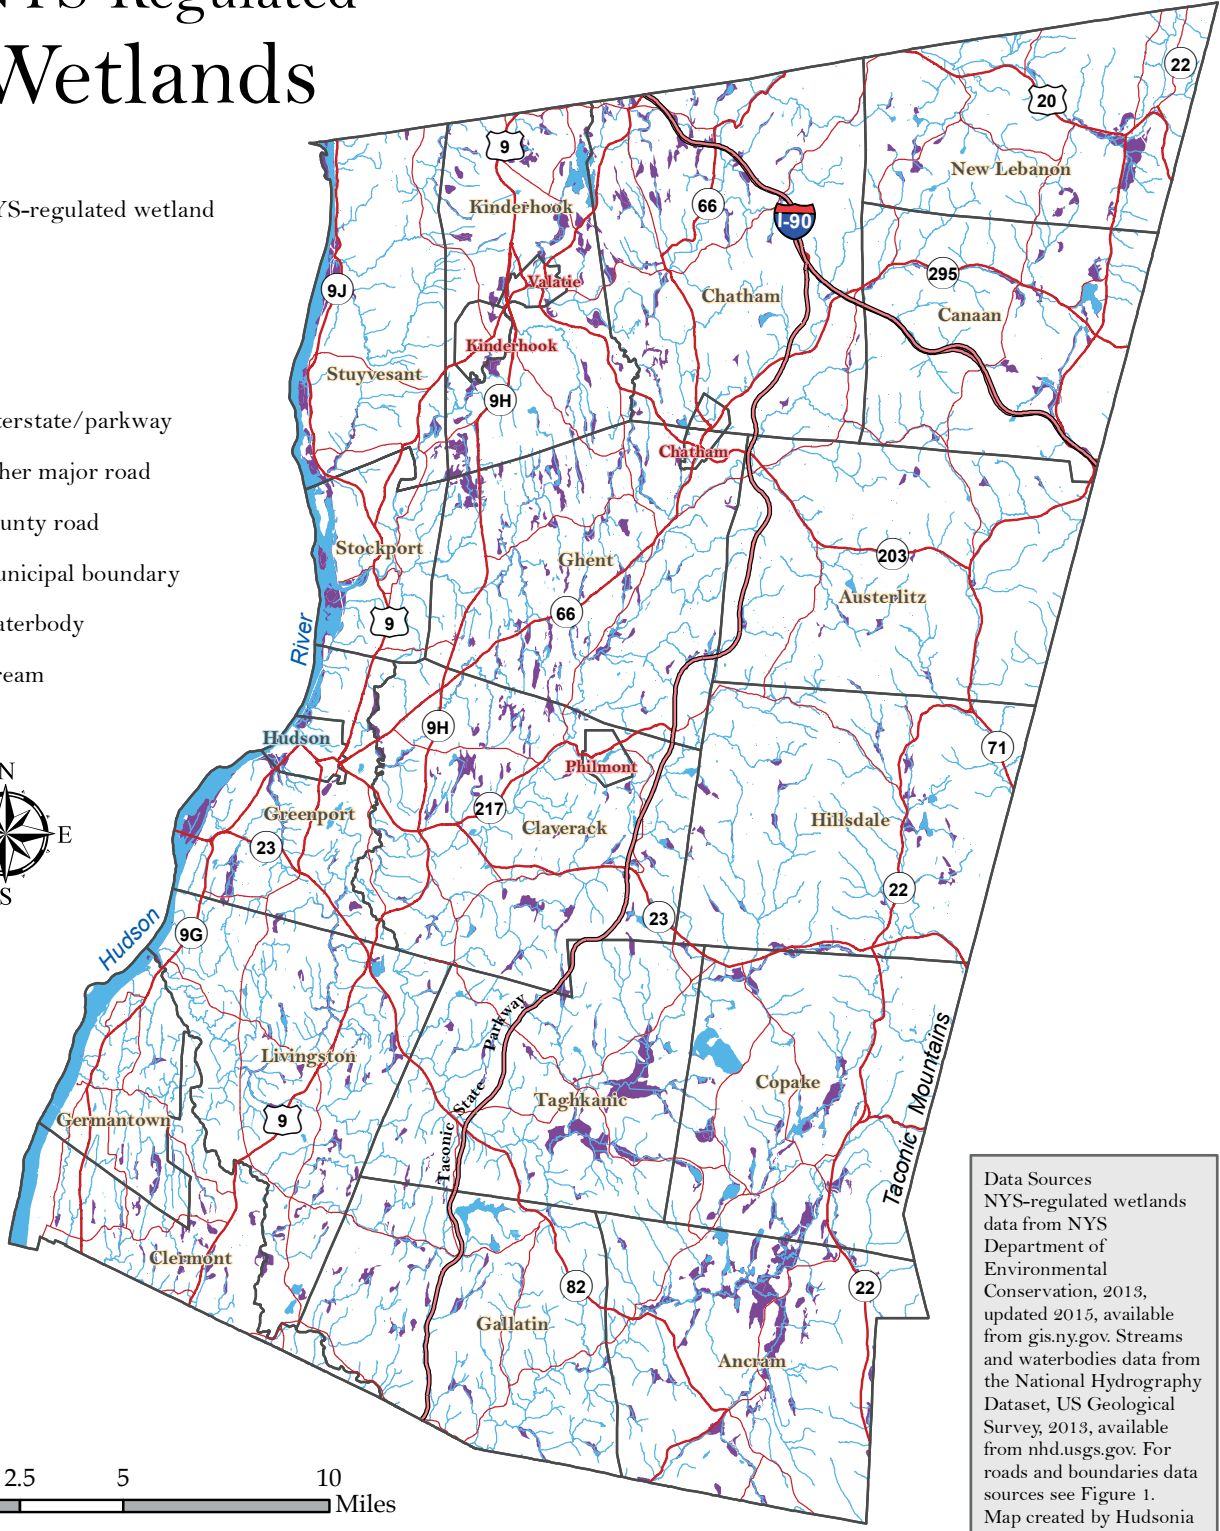 NYS-Regulated
Wetlands
YS-regulated wetland
terstate/parkway
her major road
unty road
unicipal boundary
aterbody
ream
N
E
S
22
20
New Lebanon
9
Kinderhook
66
I-90
295
Canaan
9J
Valatie
Chatham
Kinderhook
Stuyvesant
9H
Chatham
Stockport
Ghent
203
Austerlitz
66
9
River
9H
Hudson
71
Philmont
217
Greenport
Claverack
Hillsdale
23
22
23
9G
Hudson
Taconic State Parkway
Livingston
Taghkanic
Copake
Taconic Mountains
Germantown
9
Clermont
82
22
Gallatin
Ancram
2.5 5 10
Miles
Data Sources
NYS-regulated wetlands
data from NYS
Department of
Environmental
Conservation, 2013,
updated 2015, available
from gis.ny.gov. Streams
and waterbodies data from
the National Hydrography
Dataset, US Geological
Survey, 2013, available
from nhd.usgs.gov. For
roads and boundaries data
sources see Figure 1.
Map created by Hudsonia